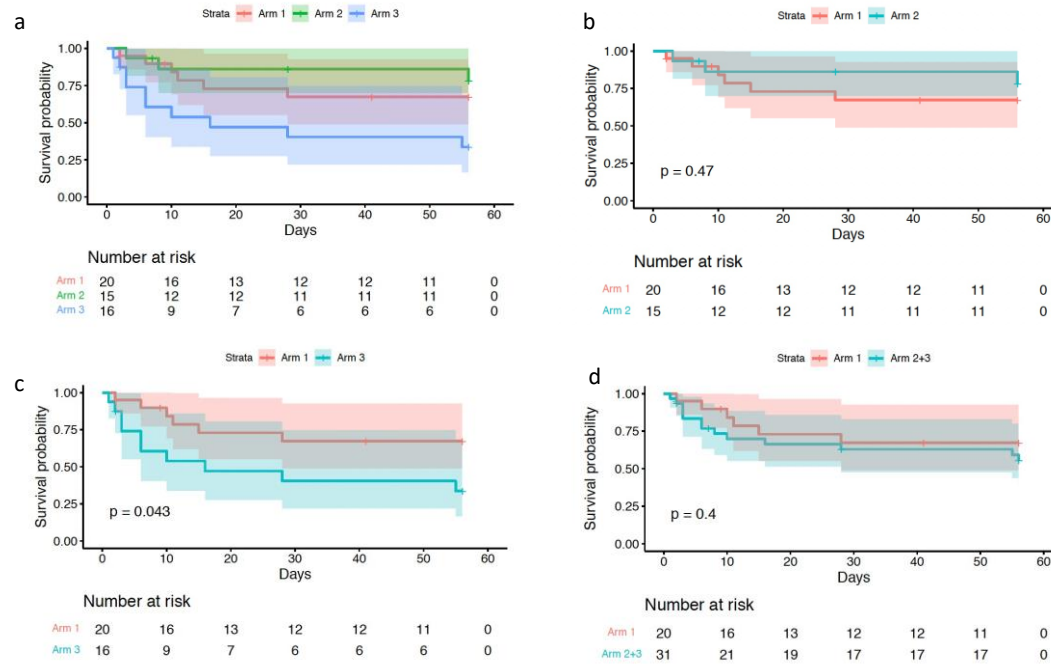 a
Strata Arm 1 Arm 2 Arm 3
Survival probability
1.00
0.75
0.50
0.25
0.00
0 10 20 30 40 50 60
Days
Number at risk
Arm 1 20 16 13 12 12 11 0
Arm 2 15 12 12 11 11 11 0
Arm 3 16 9 7 6 6 6 0
b
Strata Arm 1 Arm 2
Survival probability
1.00
0.75
0.50
0.25
0.00
p = 0.47
0 10 20 30 40 50 60
Days
Number at risk
Arm 1 20 16 13 12 12 11 0
Arm 2 15 12 12 11 11 11 0
c
Strata Arm 1 Arm 3
Survival probability
1.00
0.75
0.50
0.25
0.00
p = 0.043
0 10 20 30 40 50 60
Days
Number at risk
Arm 1 20 16 13 12 12 11 0
Arm 3 16 9 7 6 6 6 0
d
Strata Arm 1 Arm 2+3
Survival probability
1.00
0.75
0.50
0.25
0.00
p = 0.4
0 10 20 30 40 50 60
Days
Number at risk
Arm 1 20 16 13 12 12 11 0
Arm 2+3 31 21 19 17 17 17 0